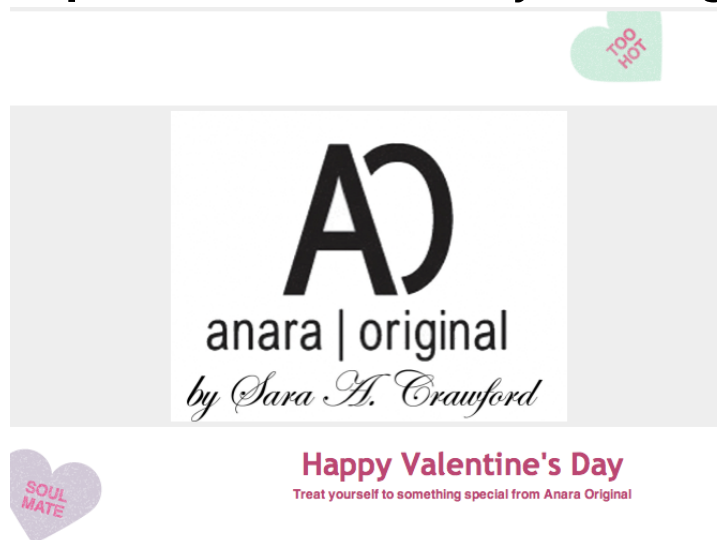 TOO
HOT
AO
anara | original
by Sara A. Crawford
Happy Valentine's Day
Treat yourself to something special from Anara Original
SOUL
MATE